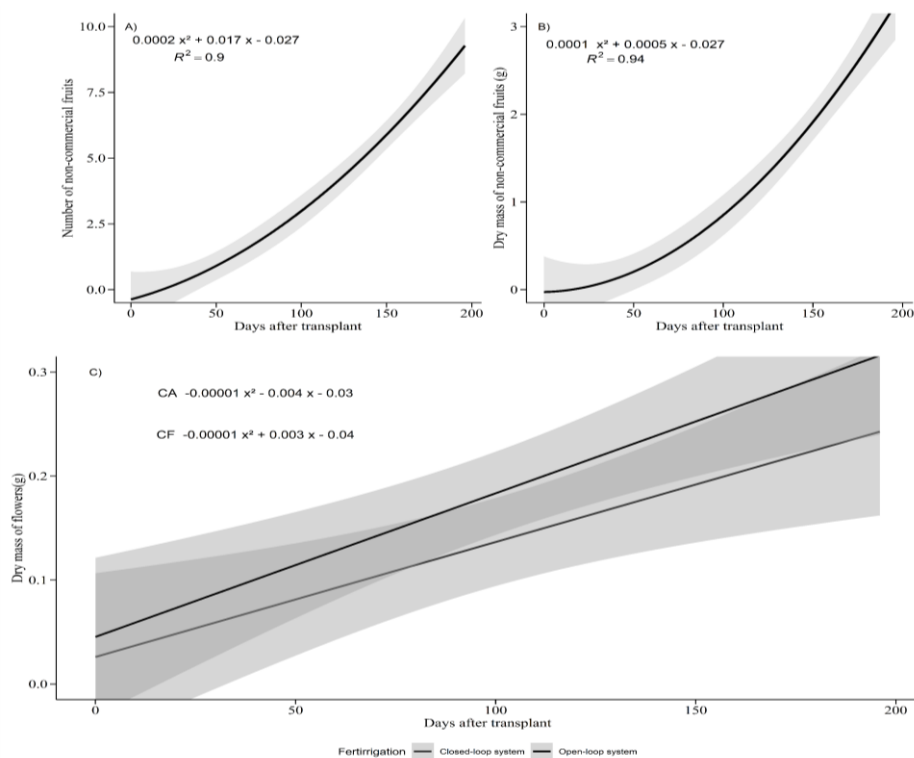 A)
0.0002 x² + 0.017 x - 0.027
R² = 0.9
Number of non-commercial fruits
10.0
7.5
5.0
2.5
0.0
0 50 100 150 200
Days after transplant
B)
0.0001 x² + 0.0005 x - 0.027
R² = 0.94
Dry mass of non-commercial fruits (g)
3
2
1
0
0 50 100 150 200
Days after transplant
C)
CA -0.00001 x² - 0.004 x - 0.03
CF -0.00001 x² + 0.003 x - 0.04
Dry mass of flowers(g)
0.3
0.2
0.1
0.0
0 50 100 150 200
Days after transplant
Fertirrigation Closed-loop system Open-loop system